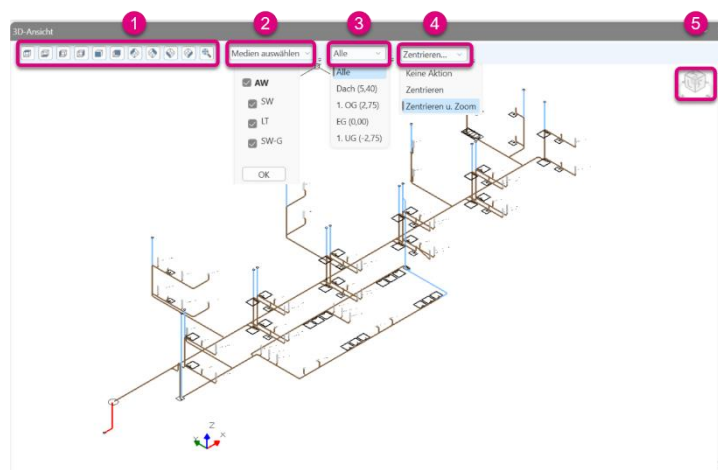 1
2
3
4
5
3D-Ansicht
Medien auswählen
Alle
Zentrieren...
AW
SW
LT
SW-G
OK
Alle
Dach (5,40)
1. OG (2,75)
EG (0,00)
1. UG (-2,75)
Keine Aktion
Zentrieren
Zentrieren u. Zoom
Z
X